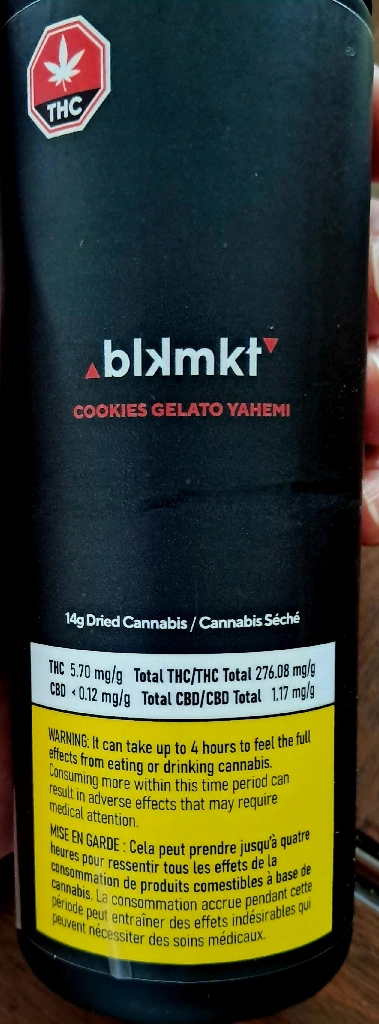 THC
blkmkt
COOKIES GELATO YAHEMI
14g Dried Cannabis / Cannabis Séché
THC 5.70 mg/g Total THC/THC Total 276.08 mg/g
CBD < 0.12 mg/g Total CBD/CBD Total 1.17 mg/g
WARNING: It can take up to 4 hours to feel the full
effects from eating or drinking cannabis.
Consuming more within this time period can
result in adverse effects that may require
medical attention.
MISE EN GARDE : Cela peut prendre jusqu'à quatre
heures pour ressentir tous les effets de la
consommation de produits comestibles à base de
cannabis. La consommation accrue pendant cette
période peut entraîner des effets indésirables qui
peuvent nécessiter des soins médicaux.